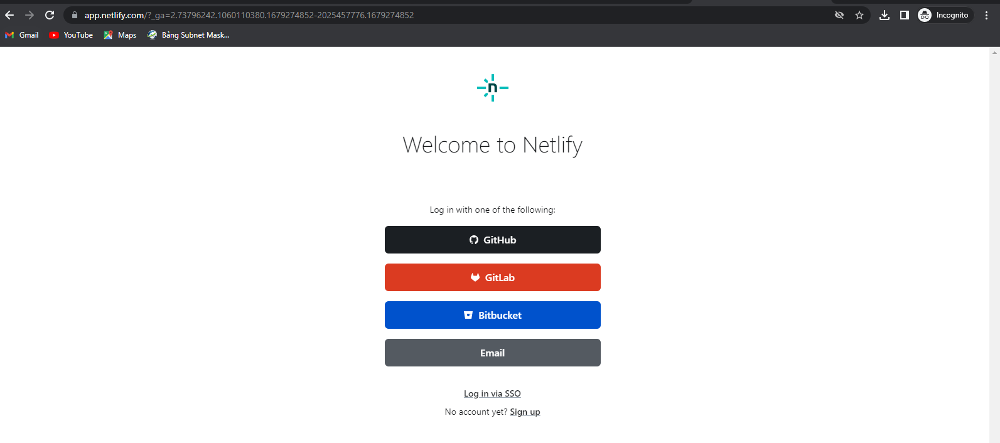 app.netlify.com/?_ga=2.73796242.1060110380.1679274852-2025457776.1679274852
Incognito
Gmail
YouTube
Maps
Bảng Subnet Mask...
n
Welcome to Netlify
Log in with one of the following:
GitHub
GitLab
Bitbucket
Email
Log in via SSO
No account yet? Sign up